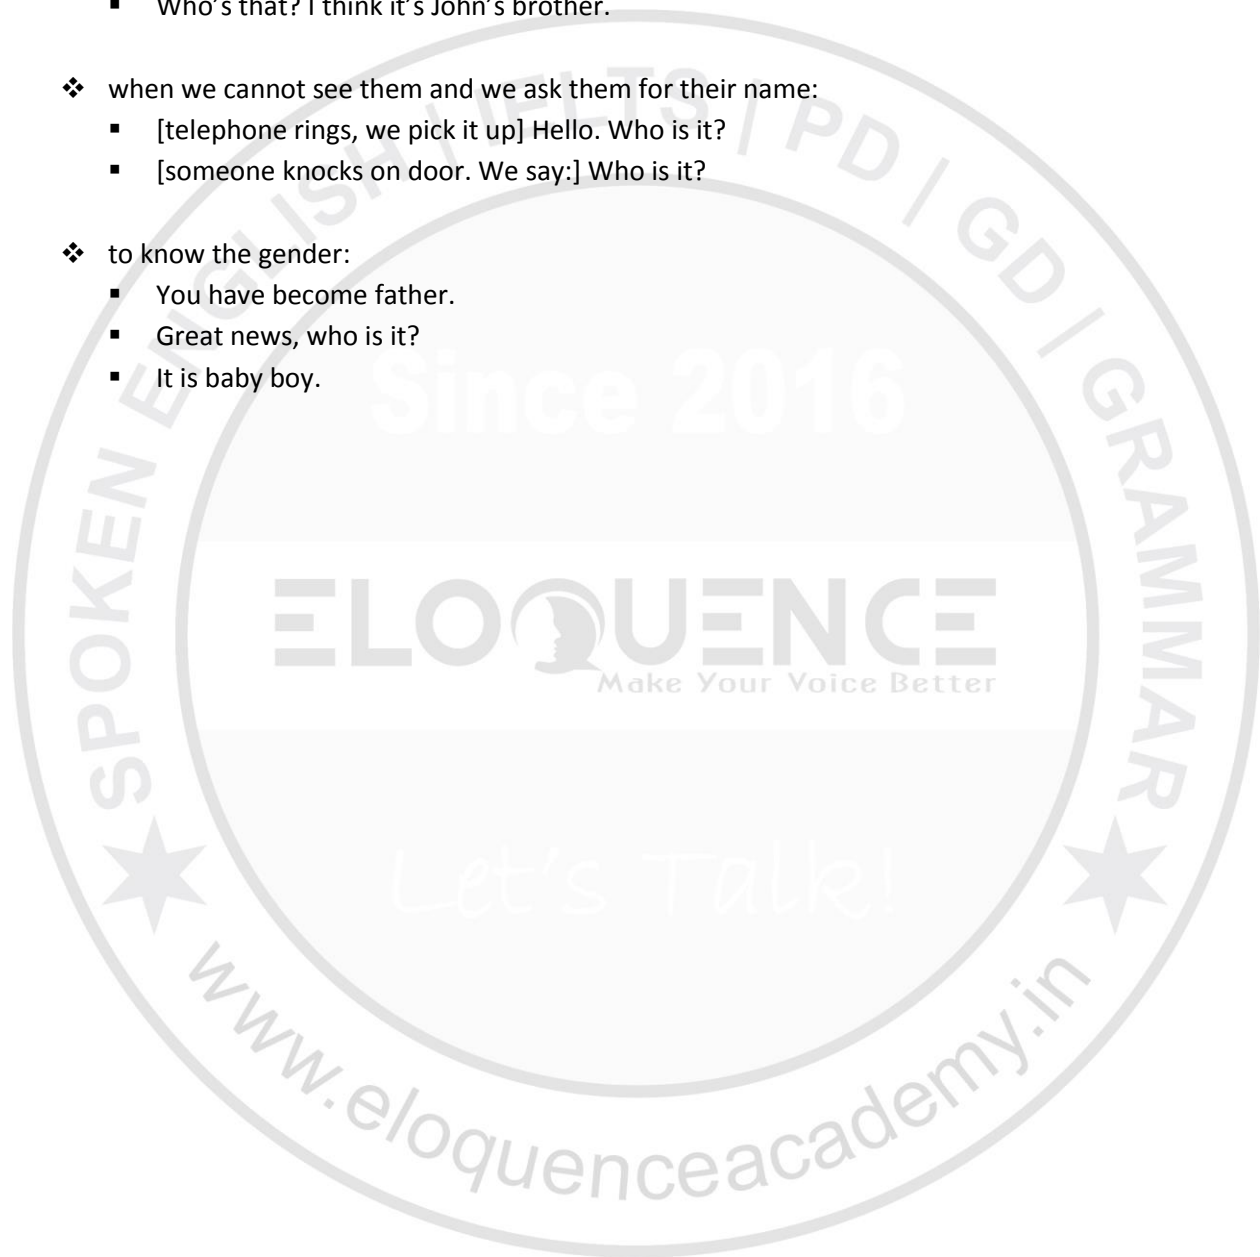 ▪ Who's that? I think it's John's brother.
❖ when we cannot see them and we ask them for their name:
▪ [telephone rings, we pick it up] Hello. Who is it?
▪ [someone knocks on door. We say:] Who is it?
❖ to know the gender:
▪ You have become father.
▪ Great news, who is it?
▪ It is baby boy.
SPOKEN ENGLISH | IELTS | PD | GD | GRAMMAR
Since 2016
ELOQUENCE
Make Your Voice Better
Let's Talk!
www.eloquenceacademy.in